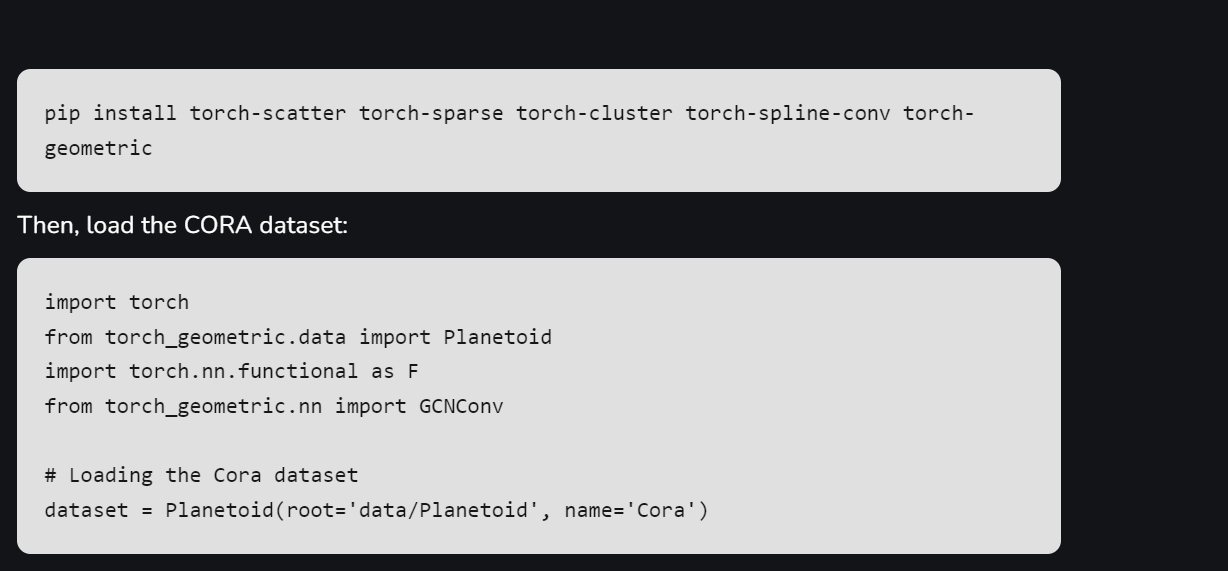 pip install torch-scatter torch-sparse torch-cluster torch-spline-conv torch-
geometric
Then, load the CORA dataset:
import torch
from torch_geometric.data import Planetoid
import torch.nn.functional as F
from torch_geometric.nn import GCNConv
# Loading the Cora dataset
dataset = Planetoid(root='data/Planetoid', name='Cora')